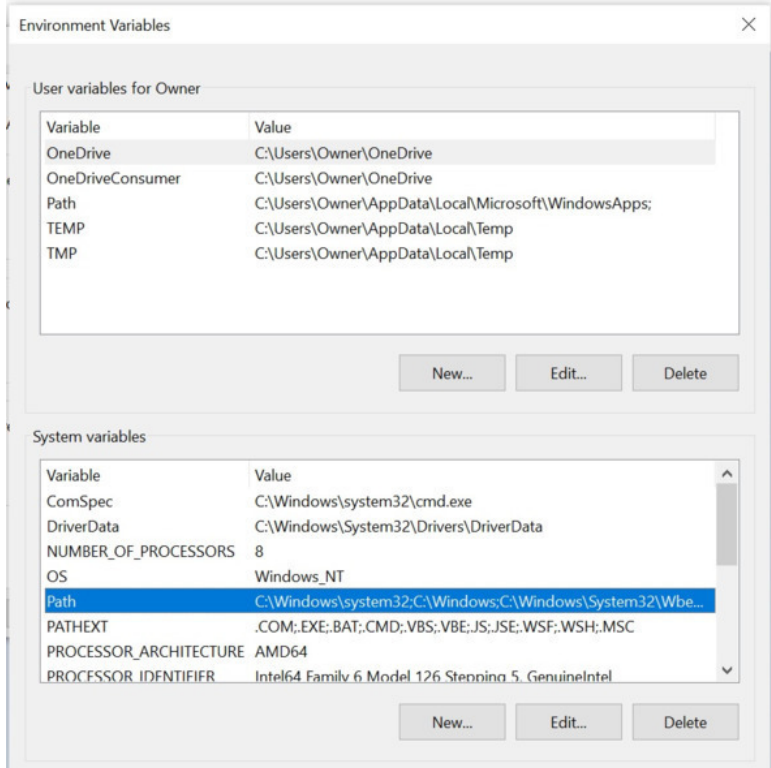 Environment Variables
User variables for Owner
Variable Value
OneDrive C:\Users\Owner\OneDrive
OneDriveConsumer C:\Users\Owner\OneDrive
Path C:\Users\Owner\AppData\Local\Microsoft\WindowsApps;
TEMP C:\Users\Owner\AppData\Local\Temp
TMP C:\Users\Owner\AppData\Local\Temp
New... Edit... Delete
System variables
Variable Value
ComSpec C:\Windows\system32\cmd.exe
DriverData C:\Windows\System32\Drivers\DriverData
NUMBER_OF_PROCESSORS 8
OS Windows_NT
Path C:\Windows\system32;C:\Windows;C:\Windows\System32\Wbe...
PATHEXT .COM;.EXE;.BAT;.CMD;.VBS;.VBE;.JS;.JSE;.WSF;.WSH;.MSC
PROCESSOR_ARCHITECTURE AMD64
PROCESSOR_IDENTIFIER Intel64 Family 6 Model 126 Stepping 5, GenuineIntel
New... Edit... Delete